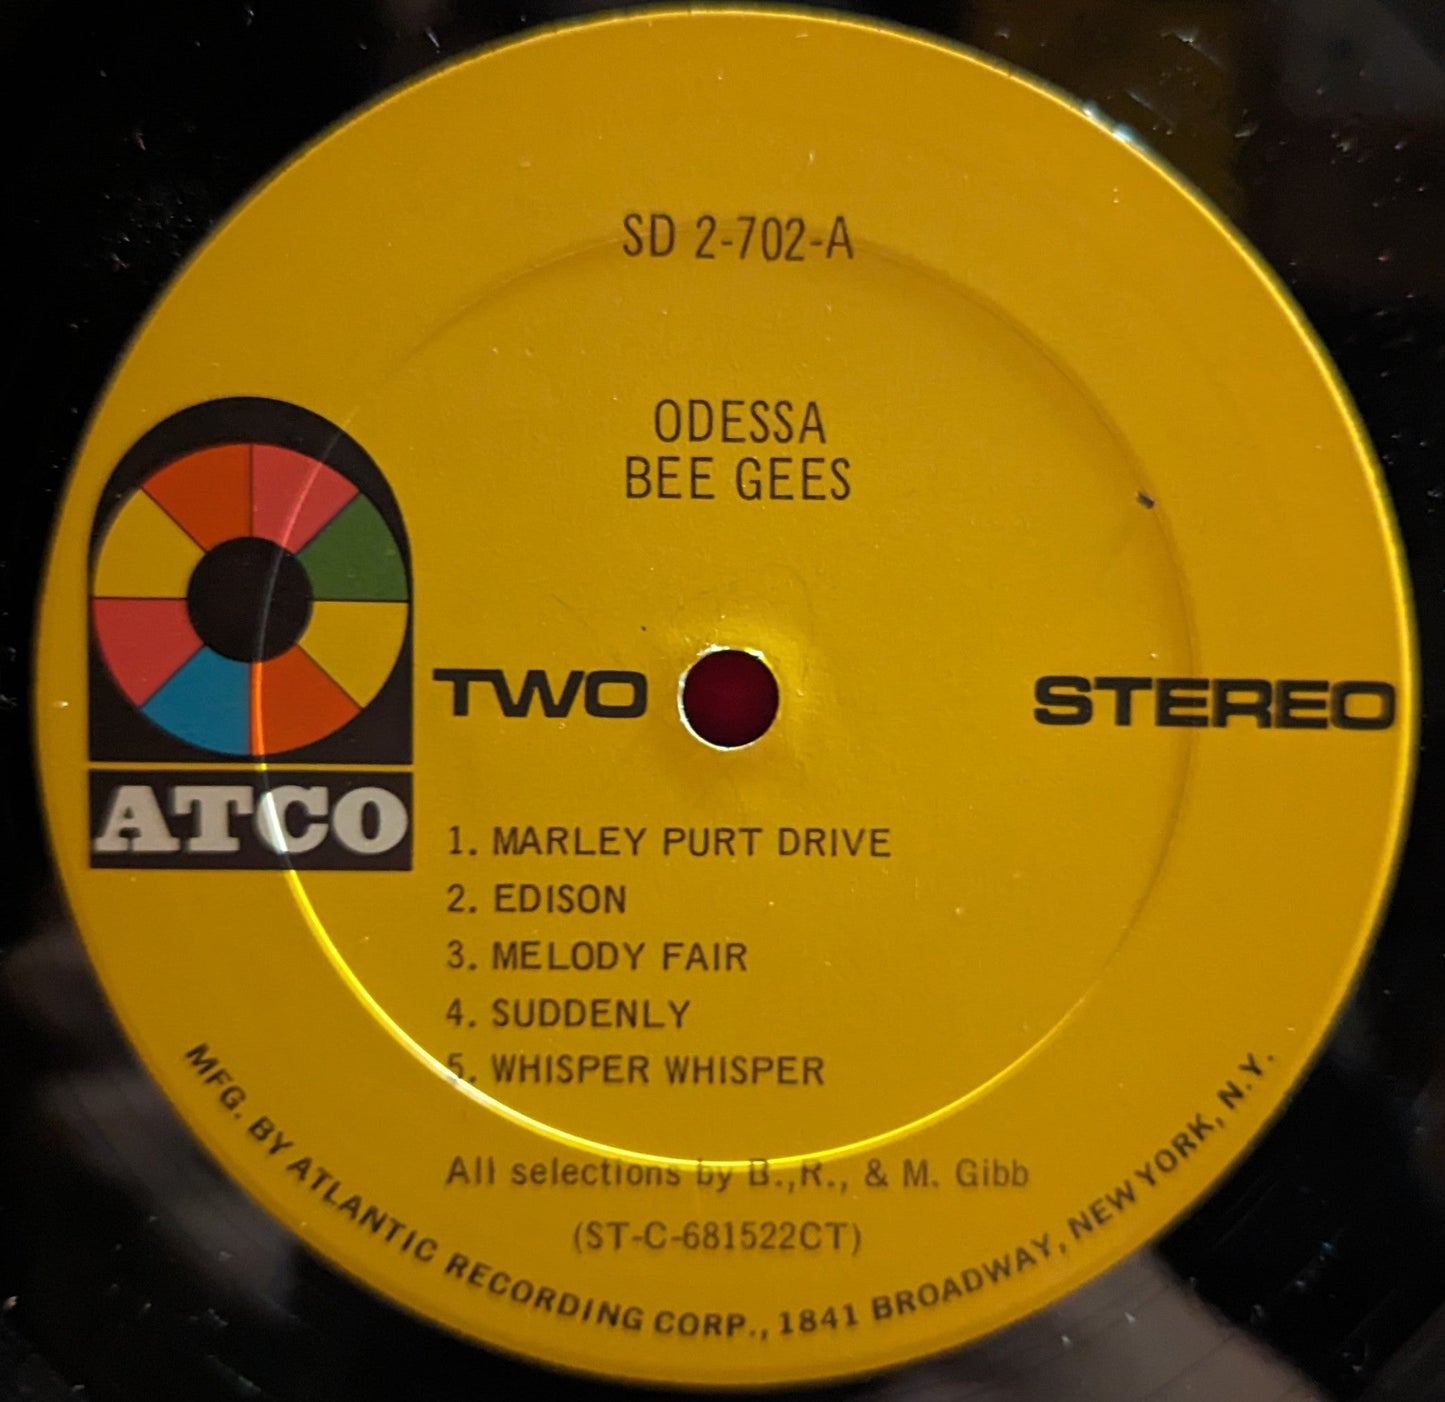 SD 2-702-A
ODESSA
BEE GEES
TWO
STEREO
ATCO
1. MARLEY PURT DRIVE
2. EDISON
3. MELODY FAIR
4. SUDDENLY
5. WHISPER WHISPER
All selections by B.,R., & M. Gibb
(ST-C-681522CT)
MFG. BY ATLANTIC RECORDING CORP., 1841 BROADWAY, NEW YORK, N.Y.